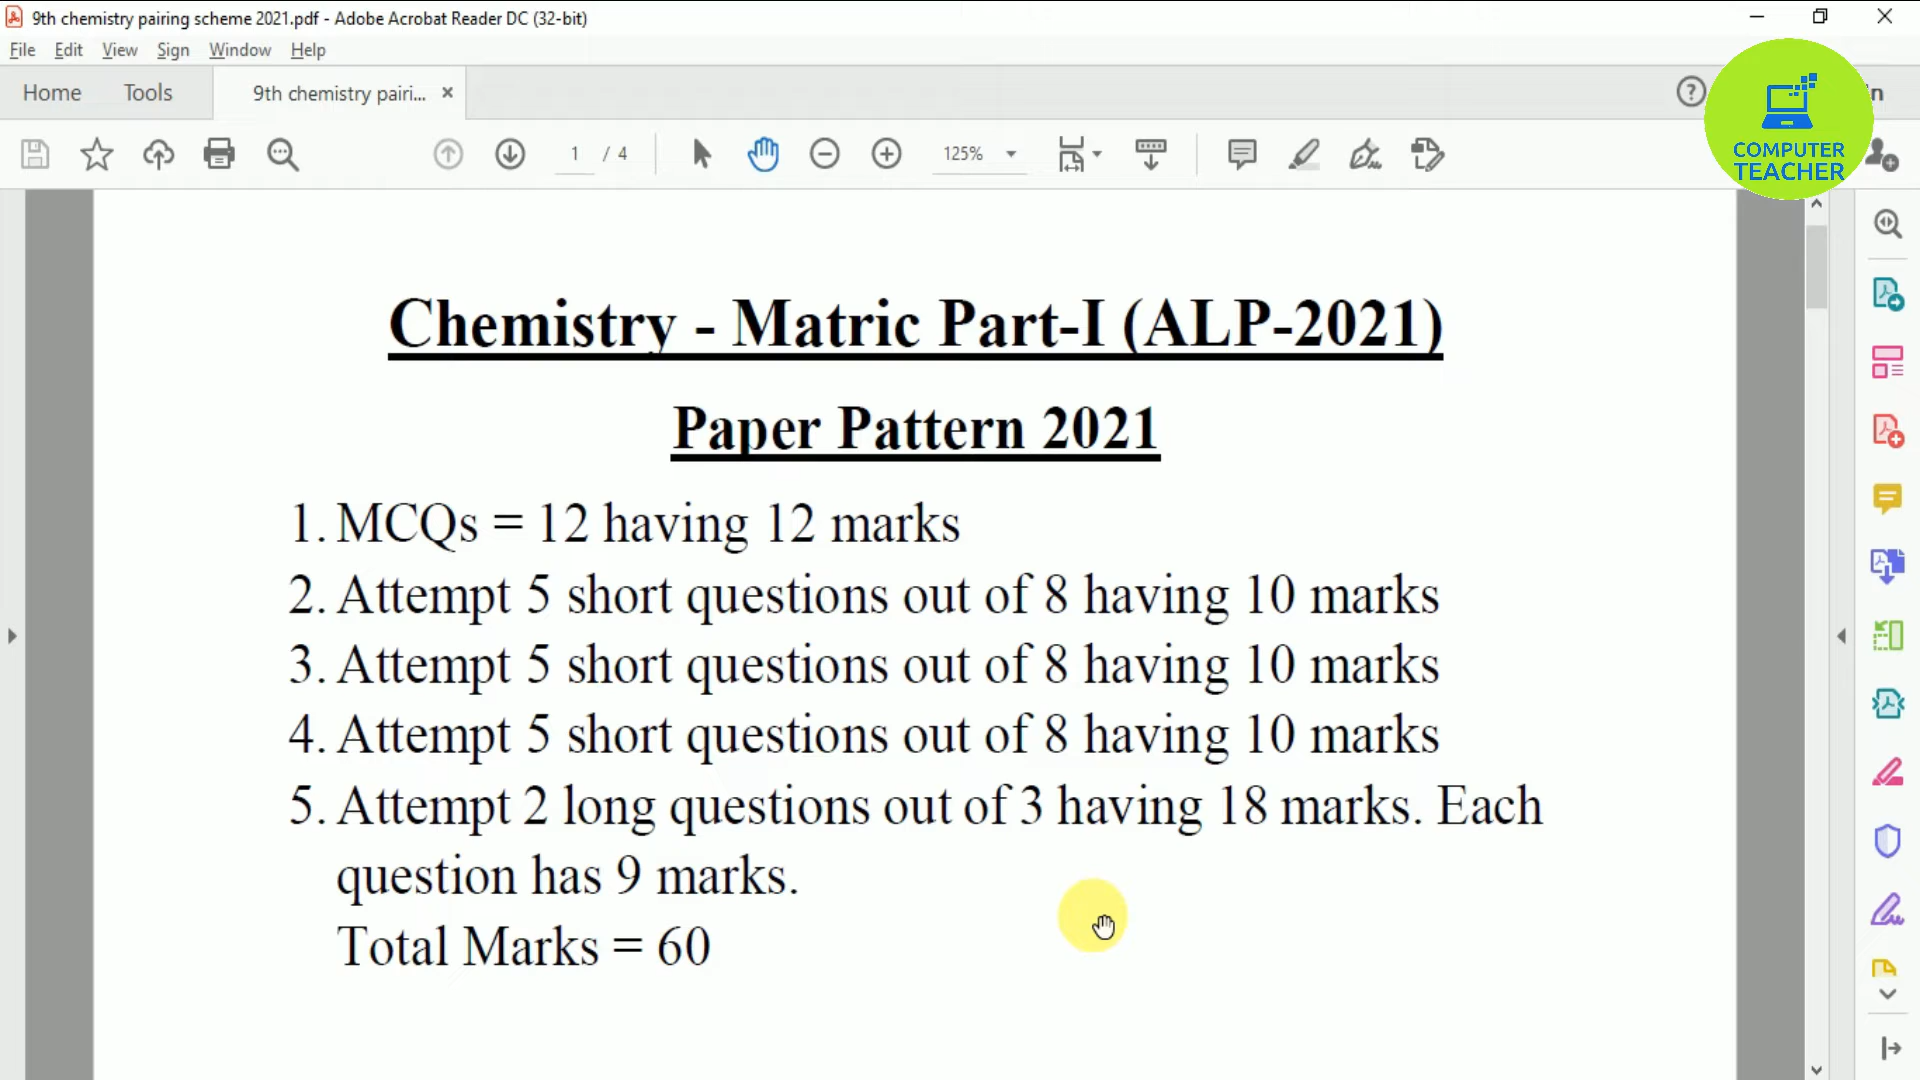 9th chemistry pairing scheme 2021.pdf - Adobe Acrobat Reader DC (32-bit)
File Edit View Sign Window Help
Home Tools 9th chemistry pairi... ×
1 / 4 125%
COMPUTER
TEACHER
Chemistry - Matric Part-I (ALP-2021)
Paper Pattern 2021
1. MCQs = 12 having 12 marks
2. Attempt 5 short questions out of 8 having 10 marks
3. Attempt 5 short questions out of 8 having 10 marks
4. Attempt 5 short questions out of 8 having 10 marks
5. Attempt 2 long questions out of 3 having 18 marks. Each
question has 9 marks.
Total Marks = 60